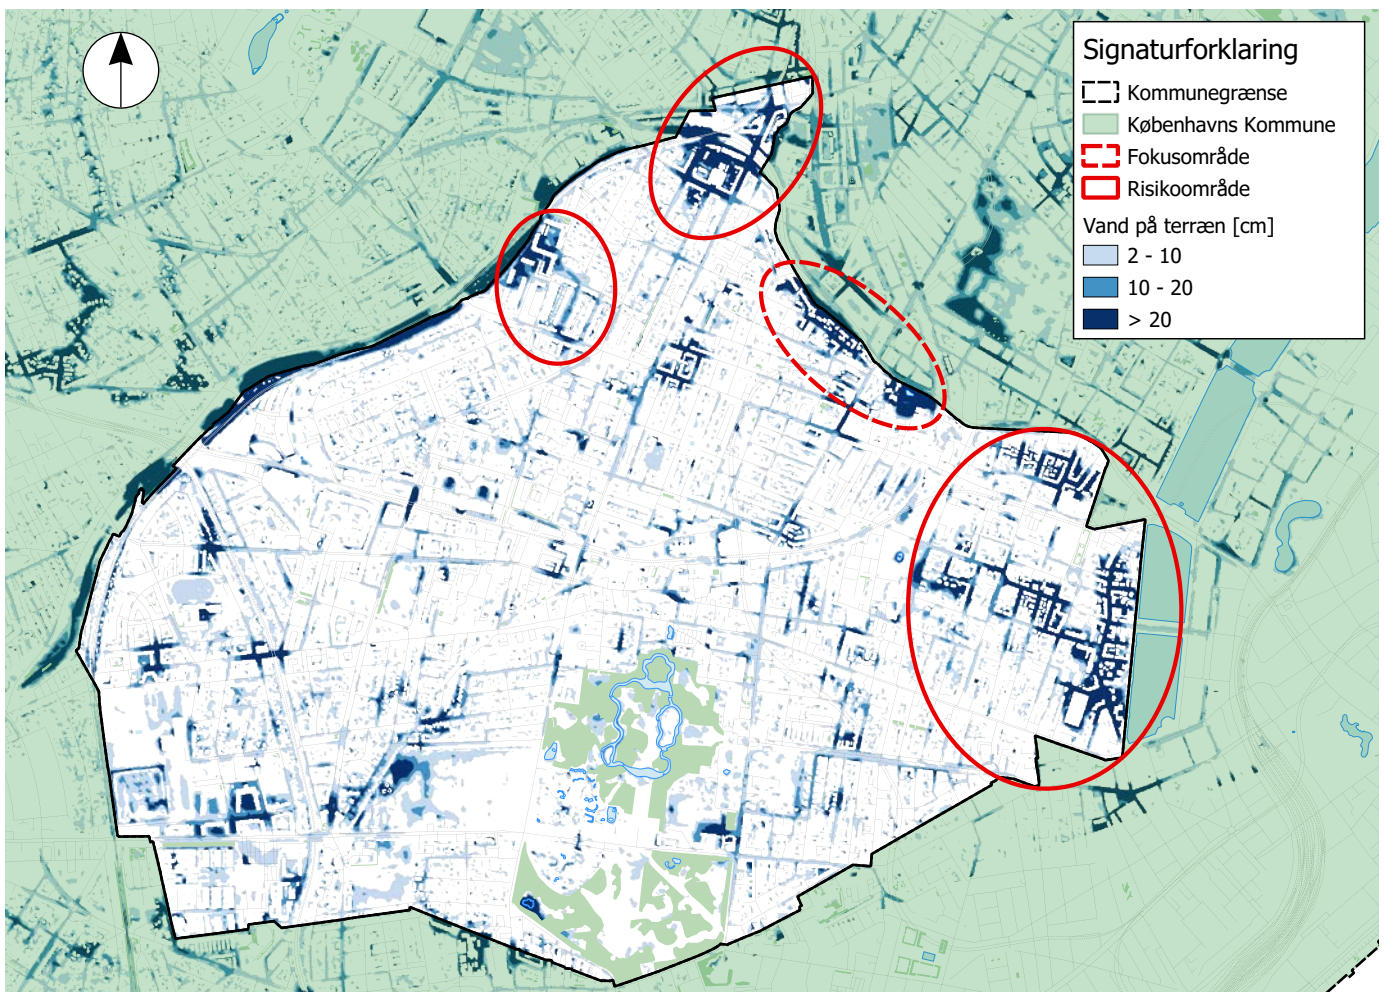 Signaturforklaring
Kommunegrænse
Københavns Kommune
Fokusområde
Risikoområde
Vand på terræn [cm]
2 - 10
10 - 20
> 20